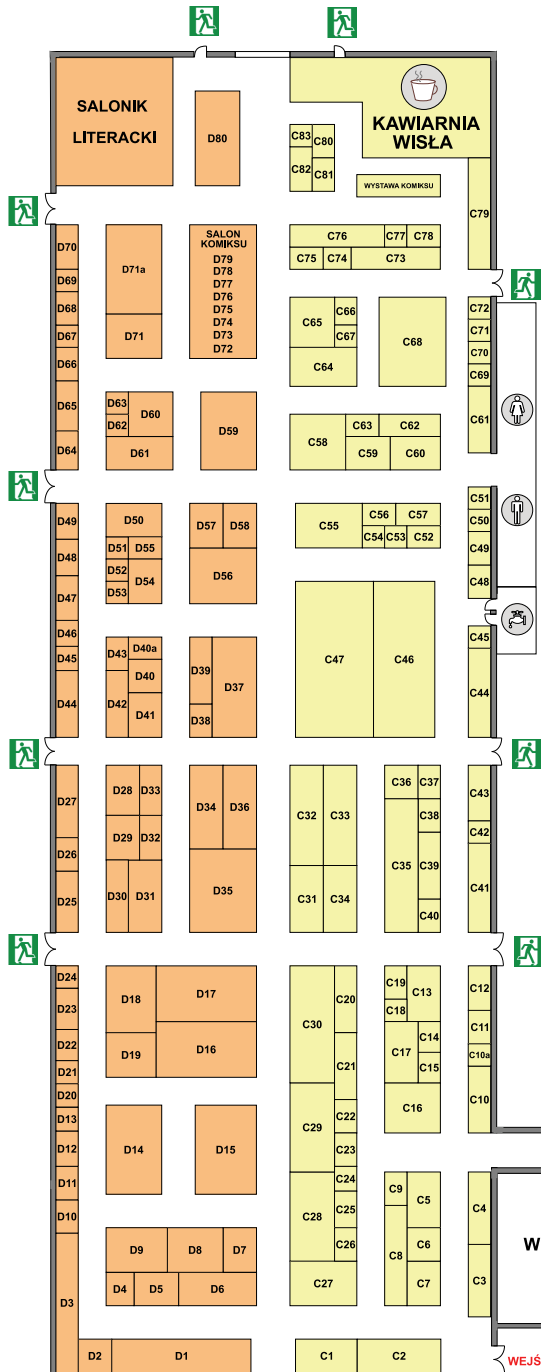 SALONIK
LITERACKI
D80
KAWIARNIA
WISŁA
C83
C80
C82
C81
WYSTAWA KOMIKSU
C79
D70
D71a
SALON
KOMIKSU
D79
D78
D77
D76
D75
D74
D73
D72
C76
C77
C78
C75
C74
C73
D69
D68
D67
D66
D65
D64
D71
C65
C66
C67
C64
C68
C72
C71
C70
C69
C61
D63
D62
D60
D61
D59
C58
C63
C62
C59
C60
D49
D48
D47
D46
D45
D44
D50
D51
D55
D52
D53
D54
D57
D58
D56
C55
C56
C57
C54
C53
C52
C51
C50
C49
C48
D43
D40a
D40
D42
D41
D39
D38
D37
C47
C46
C45
C44
D27
D26
D25
D28
D33
D29
D32
D30
D31
D34
D36
D35
C32
C33
C31
C34
C36
C37
C38
C35
C39
C40
C43
C42
C41
D24
D23
D22
D21
D20
D13
D12
D11
D10
D3
D18
D17
D19
D16
D14
D15
D9
D8
D7
D4
D5
D6
D2
D1
C30
C20
C21
C29
C22
C23
C24
C28
C25
C26
C27
C19
C18
C13
C17
C14
C15
C16
C12
C11
C10a
C10
C9
C5
C8
C6
C7
C4
C3
W
C1
C2
WEJŚ